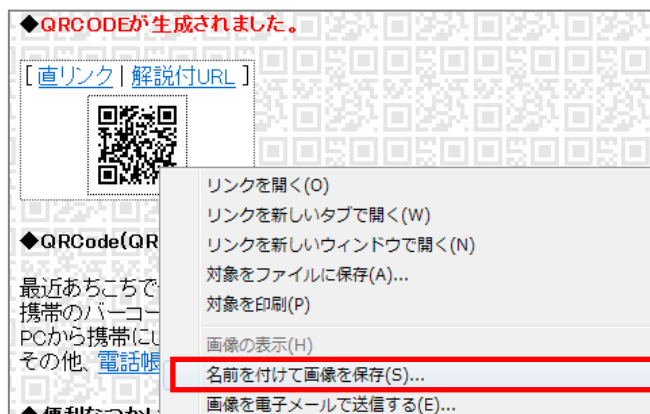 ◆QRCODEが生成されました。
[ 直リンク | 解説付URL ]
リンクを開く(O)
リンクを新しいタブで開く(W)
◆QRCode(QR
リンクを新しいウィンドウで開く(N)
対象をファイルに保存(A)...
最近あちこちで
対象を印刷(P)
携帯のバーコー
PCから携帯に
画像の表示(H)
その他、電話帳
名前を付けて画像を保存(S)...
画像を電子メールで送信する(E)...
◆便利なつかい